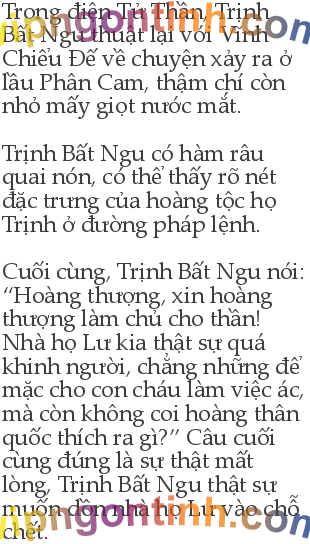 Trong điện Tử Thần, Trịnh
Bất Ngu thuật lại với Vĩnh
Chiểu Đế về chuyện xảy ra ở
lầu Phân Cam, thậm chí còn
nhỏ mấy giọt nước mắt.
Trịnh Bất Ngu có hàm râu
quai nón, có thể thấy rõ nét
đặc trưng của hoàng tộc họ
Trịnh ở đường pháp lệnh.
Cuối cùng, Trịnh Bất Ngu nói:
“Hoàng thượng, xin hoàng
thượng làm chủ cho thần!
Nhà họ Lư kia thật sự quá
khinh người, chẳng những để
mặc cho con cháu làm việc ác,
mà còn không coi hoàng thân
quốc thích ra gì?” Câu cuối
cùng đúng là sự thật mất
lòng, Trịnh Bất Ngu thật sự
muốn dồn nhà họ Lư vào chỗ
chết.
vipngontinh.com
vipngontinh.com